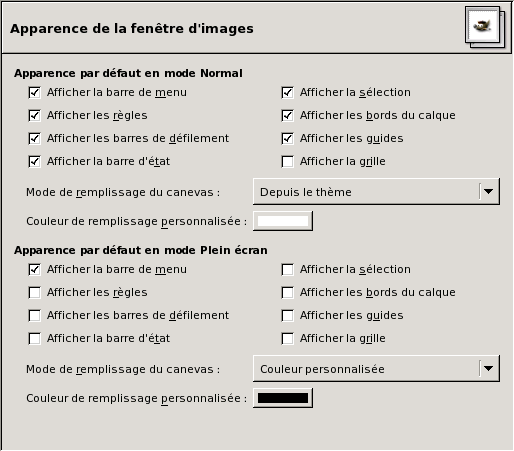 Apparence de la fenêtre d'images
Apparence par défaut en mode Normal
Afficher la barre de menu
Afficher la sélection
Afficher les règles
Afficher les bords du calque
Afficher les barres de défilement
Afficher les guides
Afficher la barre d'état
Afficher la grille
Mode de remplissage du canevas :
Depuis le thème
Couleur de remplissage personnalisée :
Apparence par défaut en mode Plein écran
Afficher la barre de menu
Afficher la sélection
Afficher les règles
Afficher les bords du calque
Afficher les barres de défilement
Afficher les guides
Afficher la barre d'état
Afficher la grille
Mode de remplissage du canevas :
Couleur personnalisée
Couleur de remplissage personnalisée :